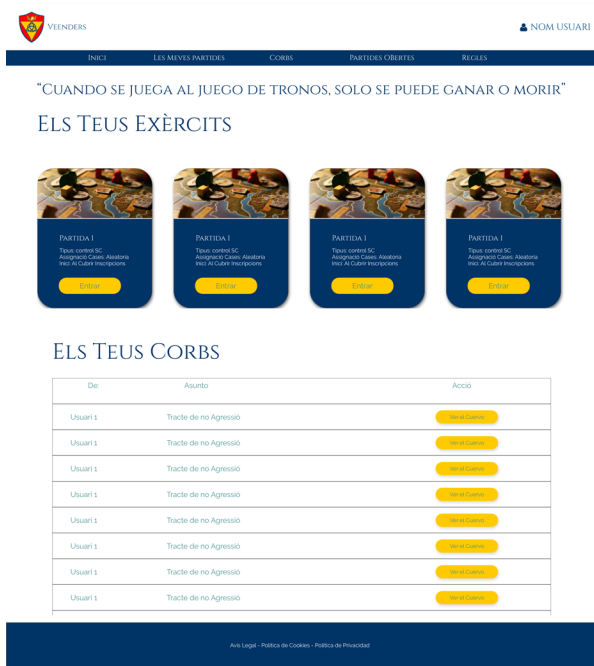 VEENDERS
NOM USUARI
INICI LES MEVES PARTIDES CORBS PARTIDES OBERTES REGLES
“CUANDO SE JUEGA AL JUEGO DE TRONOS, SOLO SE PUEDE GANAR O MORIR”
ELS TEUS EXÈRCITS
PARTIDA 1
Tipus: control SC
Assignació Cases: Aleatoria
Inici: Al Cubrir Inscripcions
Entrar
PARTIDA 1
Tipus: control SC
Assignació Cases: Aleatoria
Inici: Al Cubrir Inscripcions
Entrar
PARTIDA 1
Tipus: control SC
Assignació Cases: Aleatoria
Inici: Al Cubrir Inscripcions
Entrar
PARTIDA 1
Tipus: control SC
Assignació Cases: Aleatoria
Inici: Al Cubrir Inscripcions
Entrar
ELS TEUS CORBS
De: Asunto Acció
Usuari 1 Tracte de no Agressió Ver el Cuervo
Usuari 1 Tracte de no Agressió Ver el Cuervo
Usuari 1 Tracte de no Agressió Ver el Cuervo
Usuari 1 Tracte de no Agressió Ver el Cuervo
Usuari 1 Tracte de no Agressió Ver el Cuervo
Usuari 1 Tracte de no Agressió Ver el Cuervo
Usuari 1 Tracte de no Agressió Ver el Cuervo
Usuari 1 Tracte de no Agressió Ver el Cuervo
Avis Legal - Politica de Cookies - Politica de Privacidad